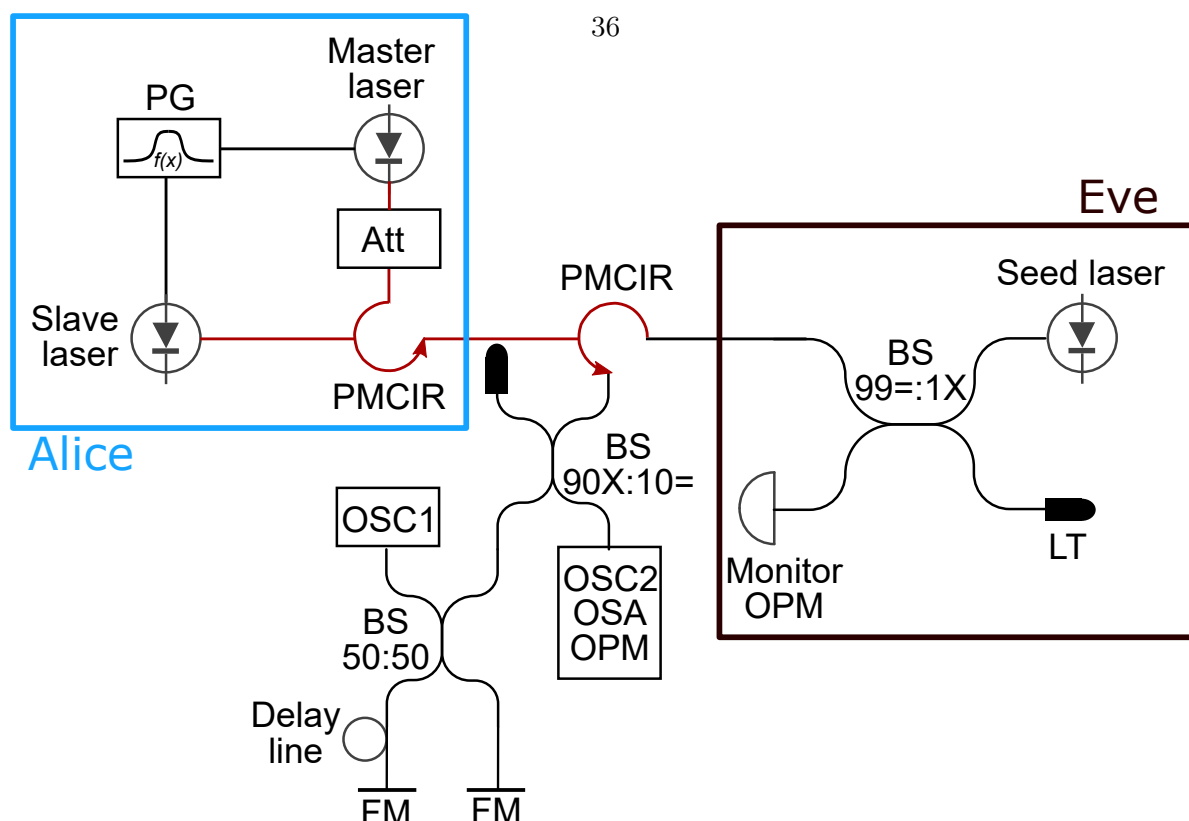 36
Master
laser
PG
f(x)
Att
Slave
laser
PMCIR
Alice
PMCIR
Eve
Seed laser
BS
99=:1X
Monitor
OPM
LT
BS
90X:10=
OSC1
OSC2
OSA
OPM
BS
50:50
Delay
line
FM
FM